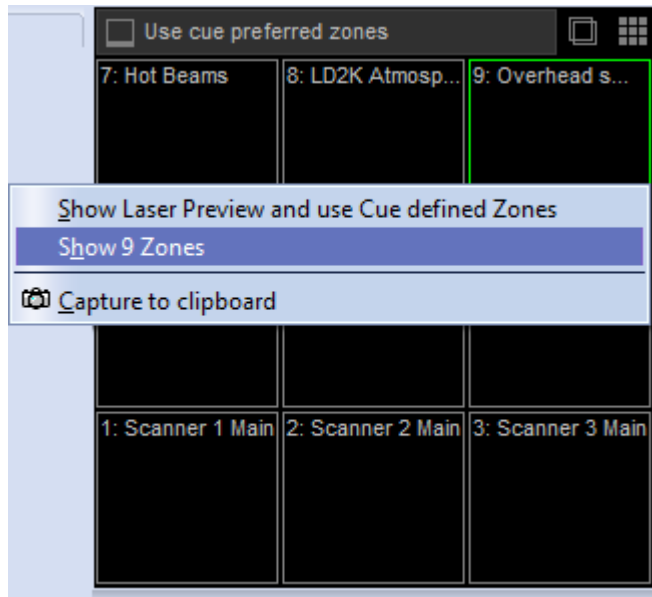 Use cue preferred zones
7: Hot Beams
8: LD2K Atmosp...
9: Overhead s...
Show Laser Preview and use Cue defined Zones
Show 9 Zones
Capture to clipboard
1: Scanner 1 Main
2: Scanner 2 Main
3: Scanner 3 Main